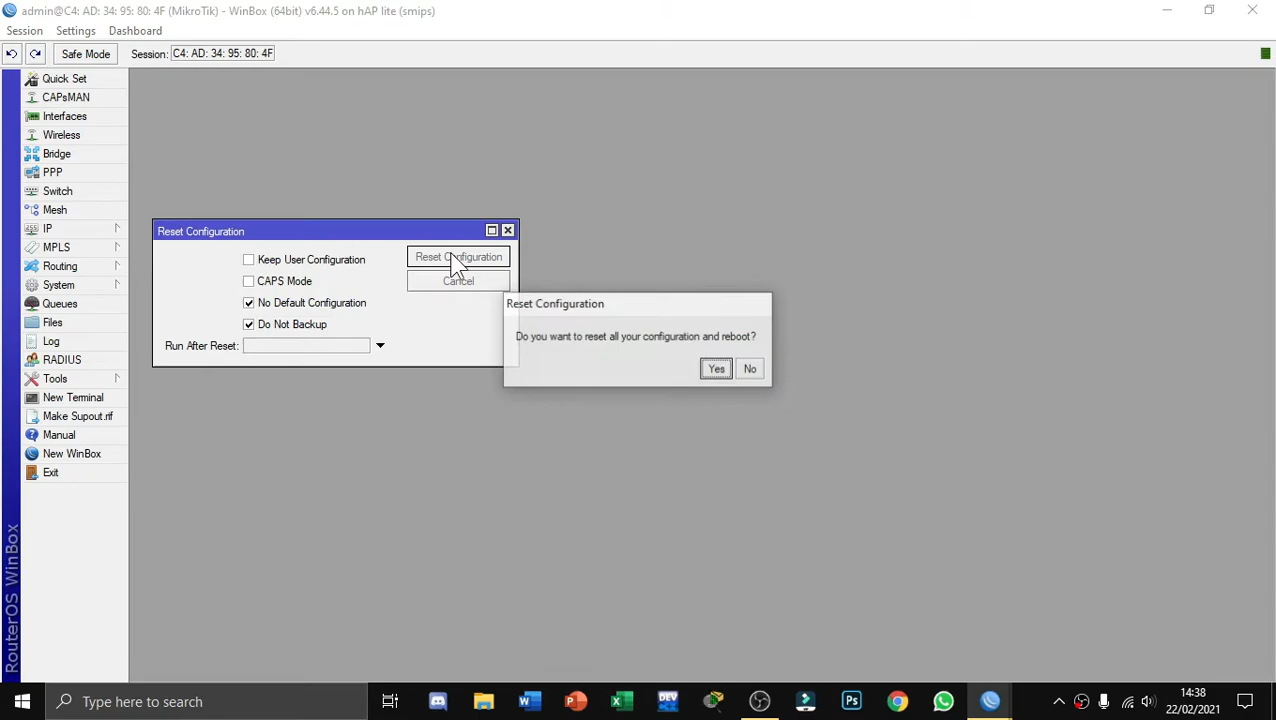 admin@C4: AD: 34: 95: 80: 4F (MikroTik) - WinBox (64bit) v6.44.5 on hAP lite (smips)
Session Settings Dashboard
Safe Mode Session: C4: AD: 34: 95: 80: 4F
Quick Set
CAPsMAN
Interfaces
Wireless
Bridge
PPP
Switch
Mesh
IP
MPLS
Routing
System
Queues
Files
Log
RADIUS
Tools
New Terminal
Make Supout.rif
Manual
New WinBox
Exit
RouterOS WinBox
Reset Configuration
Keep User Configuration
CAPS Mode
No Default Configuration
Do Not Backup
Run After Reset:
Reset Configuration
Cancel
Reset Configuration
Do you want to reset all your configuration and reboot?
Yes No
Type here to search
14:38
22/02/2021